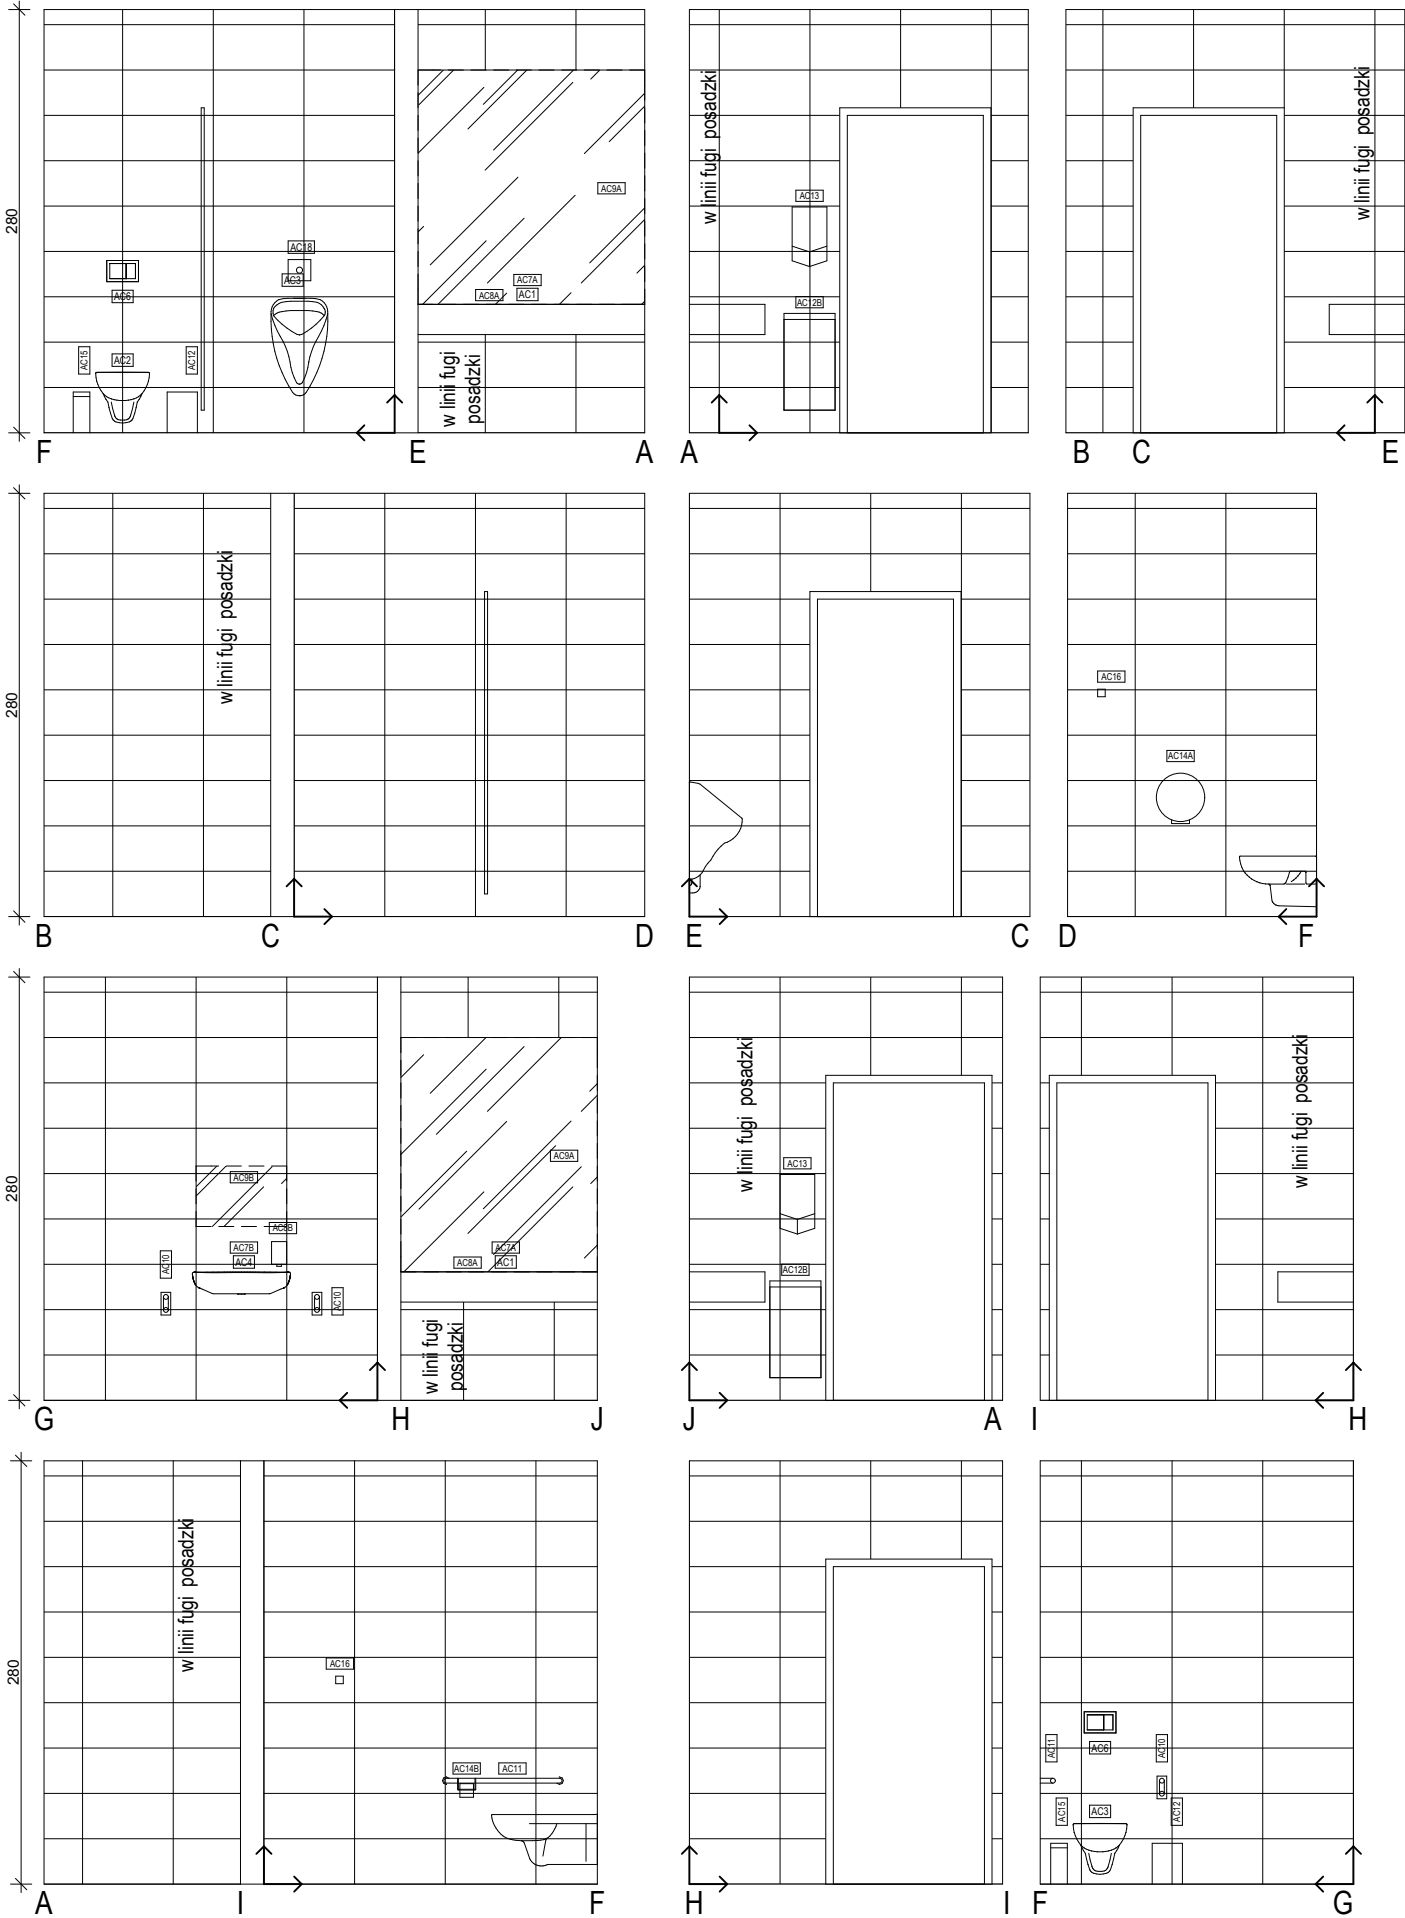 280
AC18
AC3
AC6
AC15
AC2
AC12
AC9A
AC7A
AC8A
AC1
w linii fugi
posadzki
F
E
A
w linii fugi posadzki
AC13
AC12B
A
w linii fugi posadzki
B
C
E
280
w linii fugi posadzki
B
C
D
E
C
AC16
AC14A
D
F
280
AC9B
AC8B
AC7B
AC4
AC10
AC10
AC9A
AC7A
AC8A
AC1
w linii fugi
posadzki
G
H
J
w linii fugi posadzki
AC13
AC12B
J
A
w linii fugi posadzki
I
H
280
w linii fugi posadzki
AC16
AC14B
AC11
A
I
F
H
I
AC11
AC6
AC10
AC15
AC3
AC12
F
G